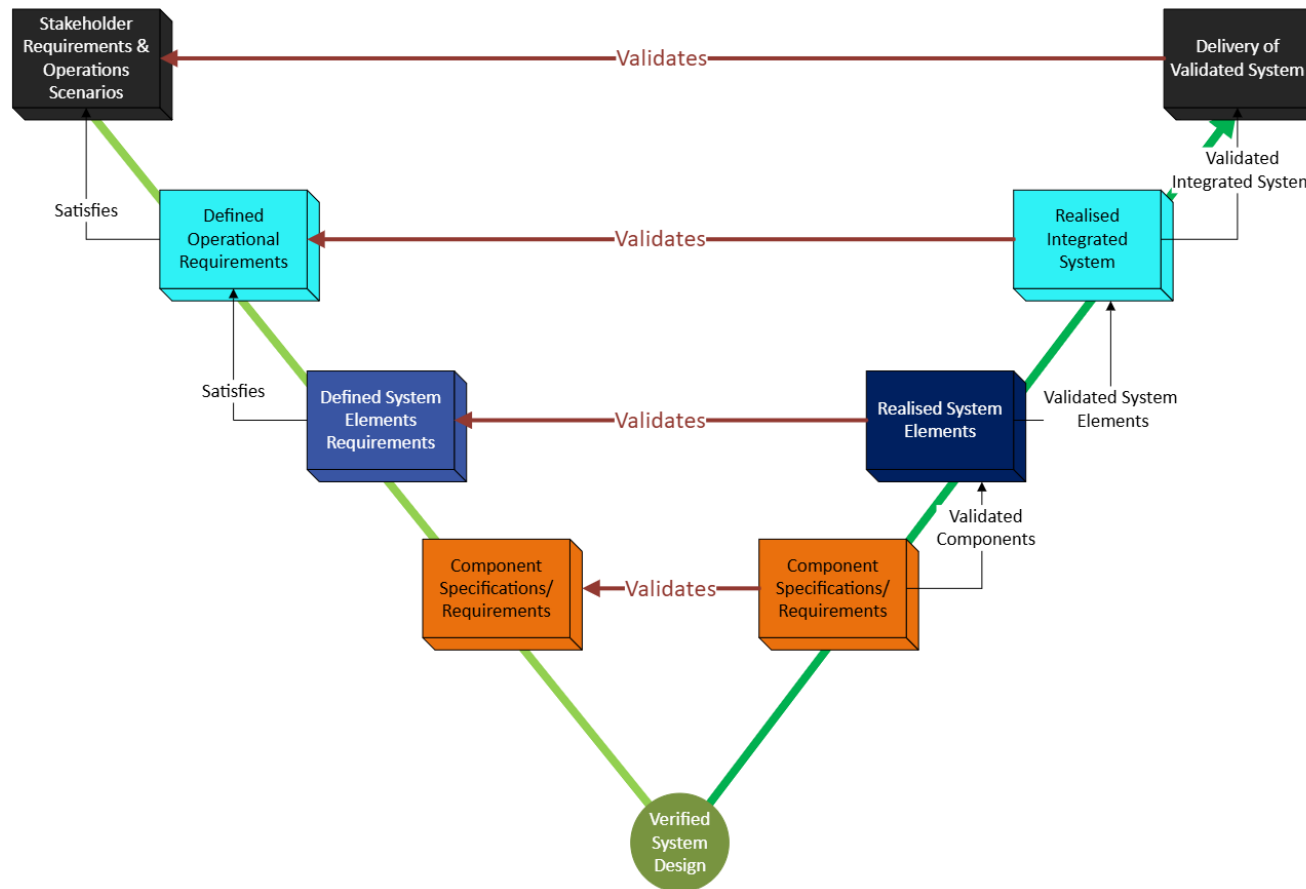 Stakeholder
Requirements &
Operations
Scenarios
Validates
Delivery of
Validated System
Satisfies
Validated
Integrated System
Defined
Operational
Requirements
Validates
Realised
Integrated
System
Satisfies
Defined System
Elements
Requirements
Validates
Realised System
Elements
Validated System
Elements
Validated
Components
Component
Specifications/
Requirements
Validates
Component
Specifications/
Requirements
Verified
System
Design